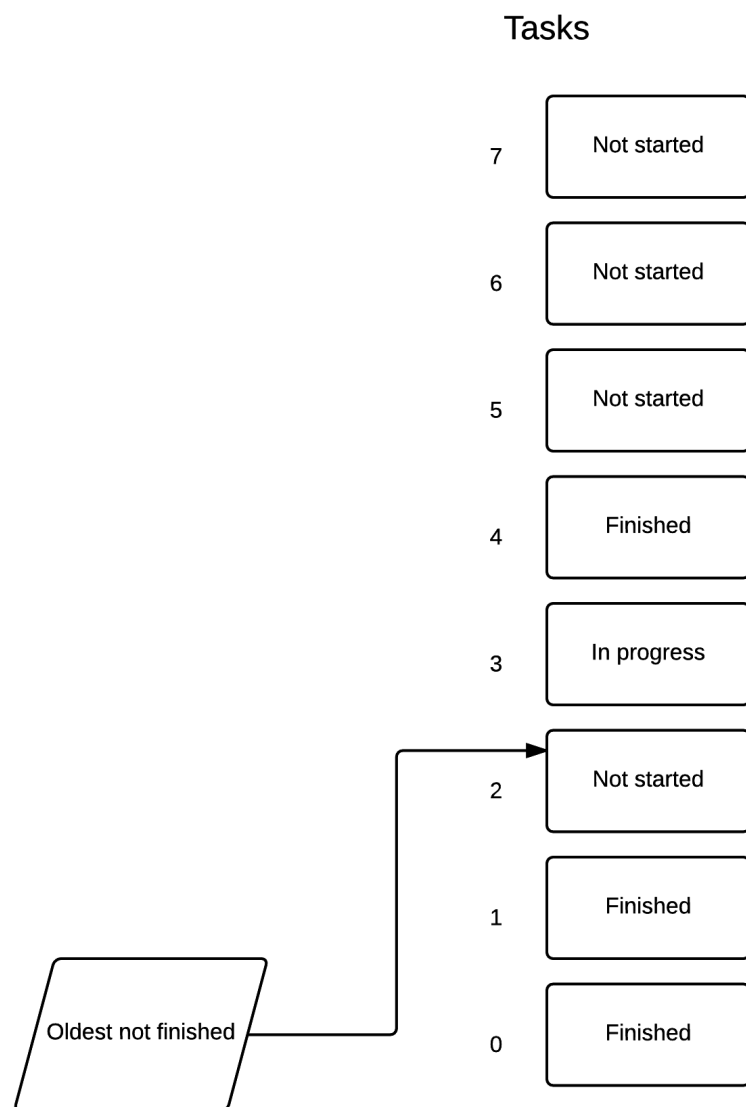 Tasks
7
Not started
6
Not started
5
Not started
4
Finished
3
In progress
2
Not started
1
Finished
Oldest not finished
0
Finished